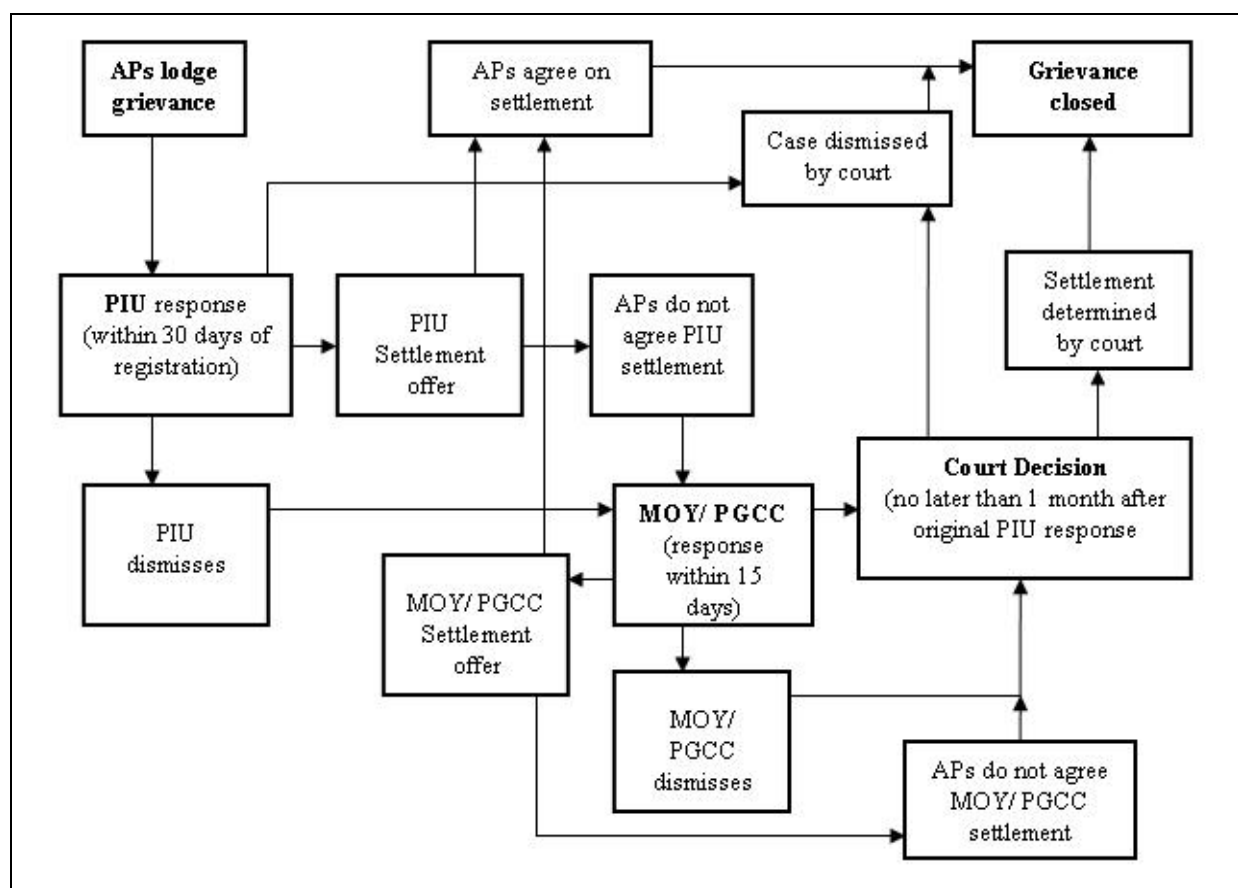 APs lodge
grievance
APs agree on
settlement
Grievance
closed
Case dismissed
by court
PIU response
(within 30 days of
registration)
PIU
Settlement
offer
APs do not
agree PIU
settlement
Settlement
determined
by court
PIU
dismisses
MOY/ PGCC
(response
within 15
days)
Court Decision
(no later than 1 month after
original PIU response
MOY/ PGCC
Settlement
offer
MOY/
PGCC
dismisses
APs do not agree
MOY/ PGCC
settlement